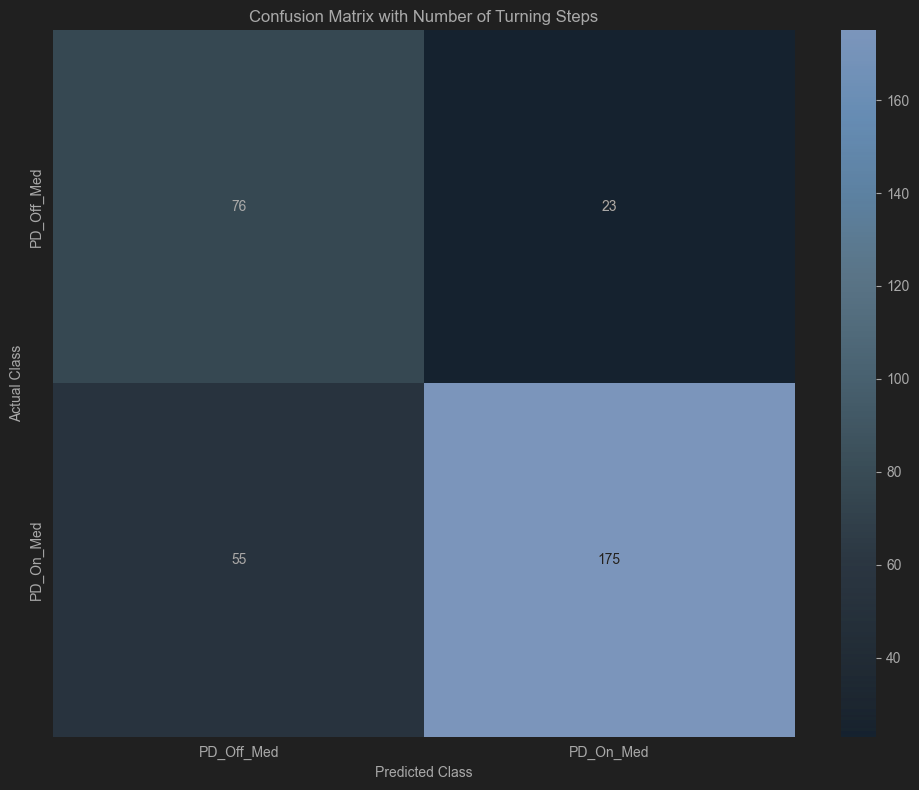 Confusion Matrix with Number of Turning Steps
Actual Class
PD_Off_Med
76
23
PD_On_Med
55
175
PD_Off_Med
PD_On_Med
Predicted Class
160
140
120
100
80
60
40